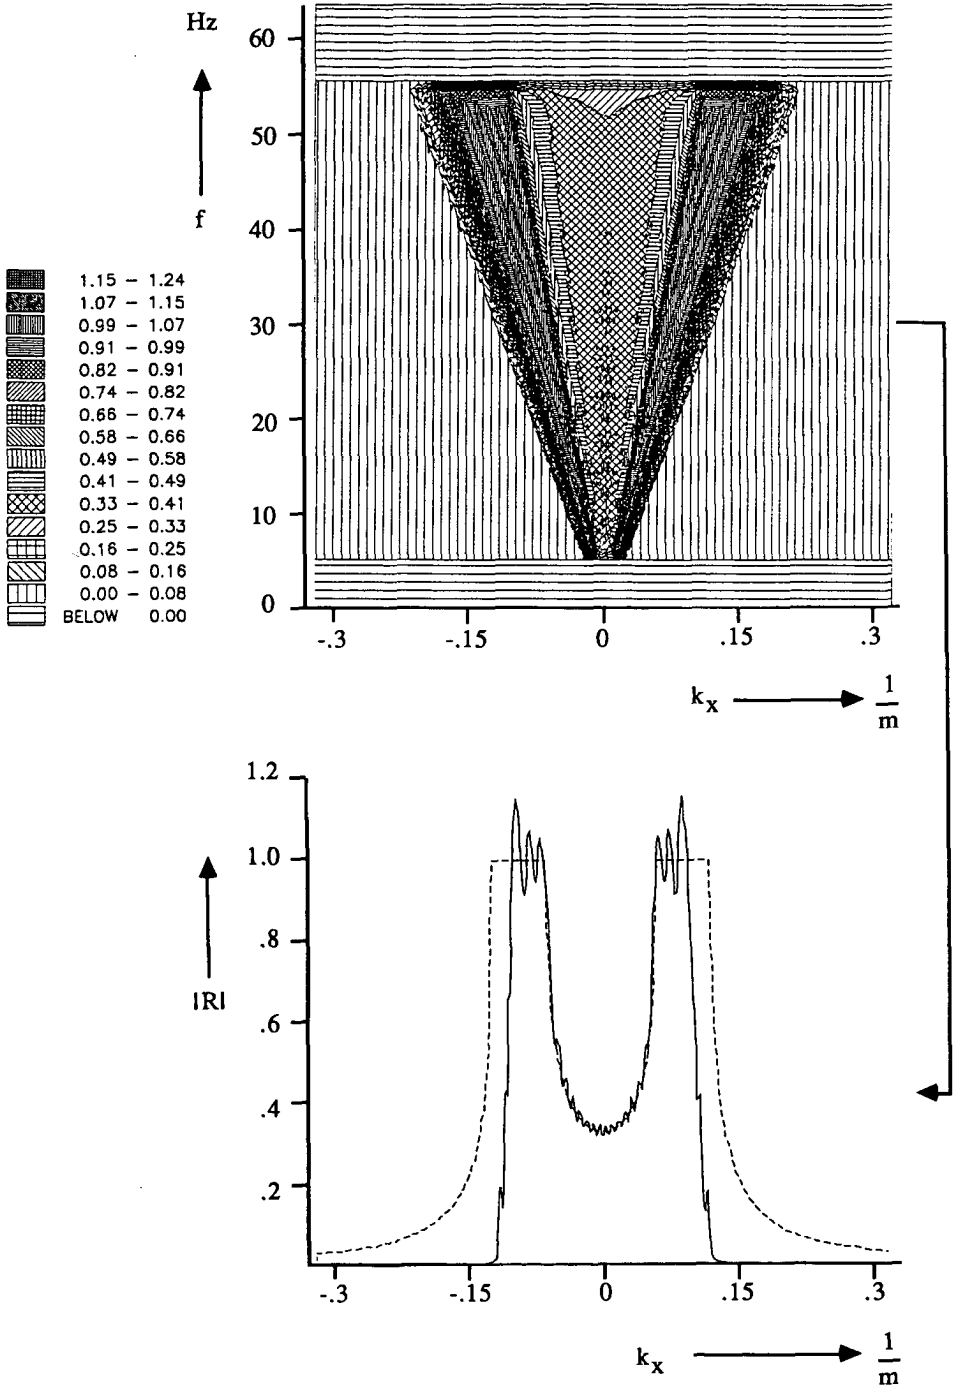 Hz
60
50
f
40
30
20
10
0
1.15 - 1.24
1.07 - 1.15
0.99 - 1.07
0.91 - 0.99
0.82 - 0.91
0.74 - 0.82
0.66 - 0.74
0.58 - 0.66
0.49 - 0.58
0.41 - 0.49
0.33 - 0.41
0.25 - 0.33
0.16 - 0.25
0.08 - 0.16
0.00 - 0.08
BELOW 0.00
-.3 -.15 0 .15 .3
kx 1/m
1.2
1.0
.8
|R|
.6
.4
.2
-.3 -.15 0 .15 .3
kx 1/m